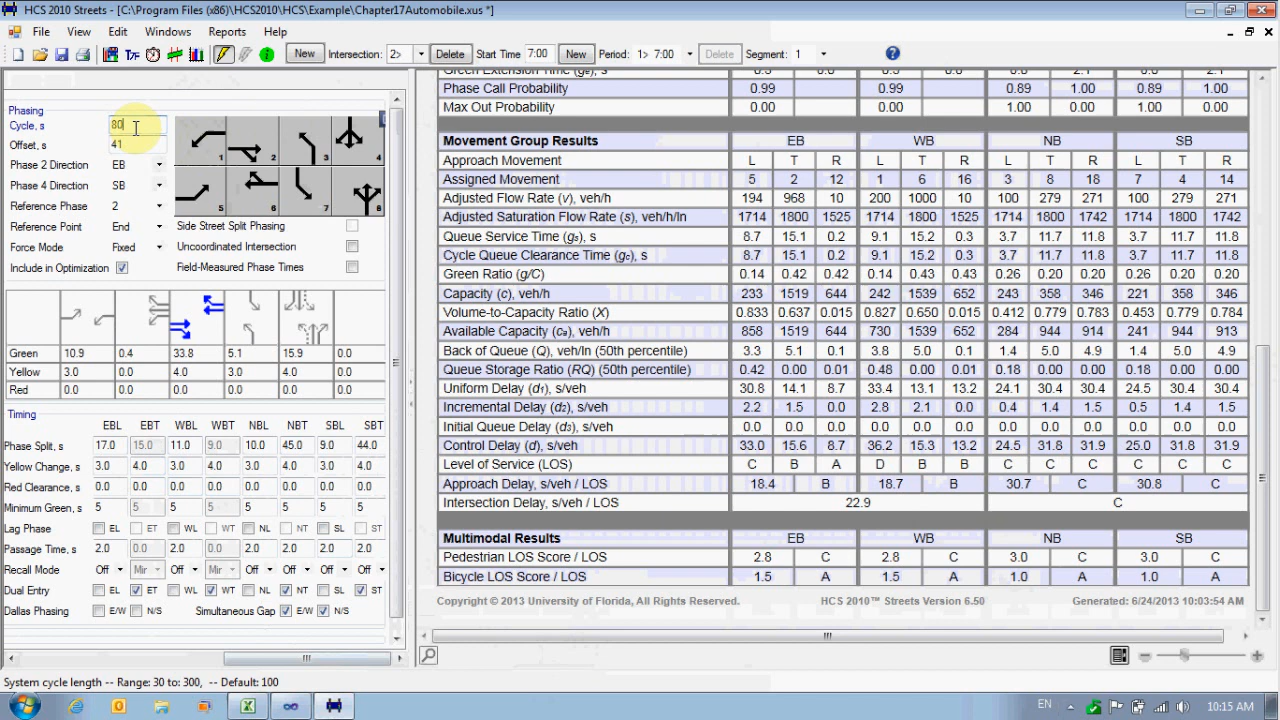 HCS 2010 Streets - [C:\Program Files (x86)\HCS2010\HCS\Example\Chapter17Automobile.xus *]
File View Edit Windows Reports Help
New Intersection: 2> Delete Start Time 7:00 New Period: 1> 7:00 Delete Segment: 1
Phasing
Cycle, s 80
Offset, s 41
Phase 2 Direction EB
Phase 4 Direction SB
Reference Phase 2
Reference Point End
Force Mode Fixed
Include in Optimization
1 2 3 4
5 6 7 8
Side Street Split Phasing
Uncoordinated Intersection
Field-Measured Phase Times
Green 10.9 0.4 33.8 5.1 15.9 0.0
Yellow 3.0 0.0 4.0 3.0 4.0 0.0
Red 0.0 0.0 0.0 0.0 0.0 0.0
Timing
EBL EBT WBL WBT NBL NBT SBL SBT
Phase Split, s 17.0 15.0 11.0 9.0 10.0 45.0 9.0 44.0
Yellow Change, s 3.0 4.0 3.0 4.0 3.0 4.0 3.0 4.0
Red Clearance, s 0.0 0.0 0.0 0.0 0.0 0.0 0.0 0.0
Minimum Green, s 5 5 5 5 5 5 5 5
Lag Phase EL ET WL WT NL NT SL ST
Passage Time, s 2.0 0.0 2.0 0.0 2.0 2.0 2.0 2.0
Recall Mode Off Mir Off Mir Off Off Off Off
Dual Entry EL ET WL WT NL NT SL ST
Dallas Phasing E/W N/S Simultaneous Gap E/W N/S
Phase Call Probability 0.99 0.99 0.89 1.00 0.89 1.00
Max Out Probability 0.00 0.00 1.00 0.00 1.00 0.00
Movement Group Results EB WB NB SB
Approach Movement L T R L T R L T R L T R
Assigned Movement 5 2 12 1 6 16 3 8 18 7 4 14
Adjusted Flow Rate (v), veh/h 194 968 10 200 1000 10 100 279 271 100 279 271
Adjusted Saturation Flow Rate (s), veh/h/ln 1714 1800 1525 1714 1800 1525 1714 1800 1742 1714 1800 1742
Queue Service Time (gs), s 8.7 15.1 0.2 9.1 15.2 0.3 3.7 11.7 11.8 3.7 11.7 11.8
Cycle Queue Clearance Time (gc), s 8.7 15.1 0.2 9.1 15.2 0.3 3.7 11.7 11.8 3.7 11.7 11.8
Green Ratio (g/C) 0.14 0.42 0.42 0.14 0.43 0.43 0.26 0.20 0.20 0.26 0.20 0.20
Capacity (c), veh/h 233 1519 644 242 1539 652 243 358 346 221 358 346
Volume-to-Capacity Ratio (X) 0.833 0.637 0.015 0.827 0.650 0.015 0.412 0.779 0.783 0.453 0.779 0.784
Available Capacity (ca), veh/h 858 1519 644 739 1539 652 284 944 914 241 944 913
Back of Queue (Q), veh/ln (50th percentile) 3.3 5.1 0.1 3.8 5.0 0.1 1.4 5.0 4.9 1.4 5.0 4.9
Queue Storage Ratio (RQ) (50th percentile) 0.42 0.00 0.01 0.48 0.00 0.01 0.18 0.00 0.00 0.18 0.00 0.00
Uniform Delay (d1), s/veh 30.8 14.1 8.7 33.4 13.1 13.2 24.1 30.4 30.4 24.5 30.4 30.4
Incremental Delay (d2), s/veh 2.2 1.5 0.0 2.8 2.1 0.0 0.4 1.4 1.5 0.5 1.4 1.5
Initial Queue Delay (d3), s/veh 0.0 0.0 0.0 0.0 0.0 0.0 0.0 0.0 0.0 0.0 0.0 0.0
Control Delay (d), s/veh 33.0 15.6 8.7 36.2 15.3 13.2 24.5 31.8 31.9 25.0 31.8 31.9
Level of Service (LOS) C B A D B B C C C C C C
Approach Delay, s/veh / LOS 18.4 B 18.7 B 30.7 C 30.8 C
Intersection Delay, s/veh / LOS 22.9 C
Multimodal Results EB WB NB SB
Pedestrian LOS Score / LOS 2.8 C 2.8 C 3.0 C 3.0 C
Bicycle LOS Score / LOS 1.5 A 1.5 A 1.0 A 1.0 A
Copyright © 2013 University of Florida, All Rights Reserved. HCS 2010™ Streets Version 6.50 Generated: 6/24/2013 10:03:54 AM
System cycle length -- Range: 30 to: 300, -- Default: 100
EN 10:15 AM